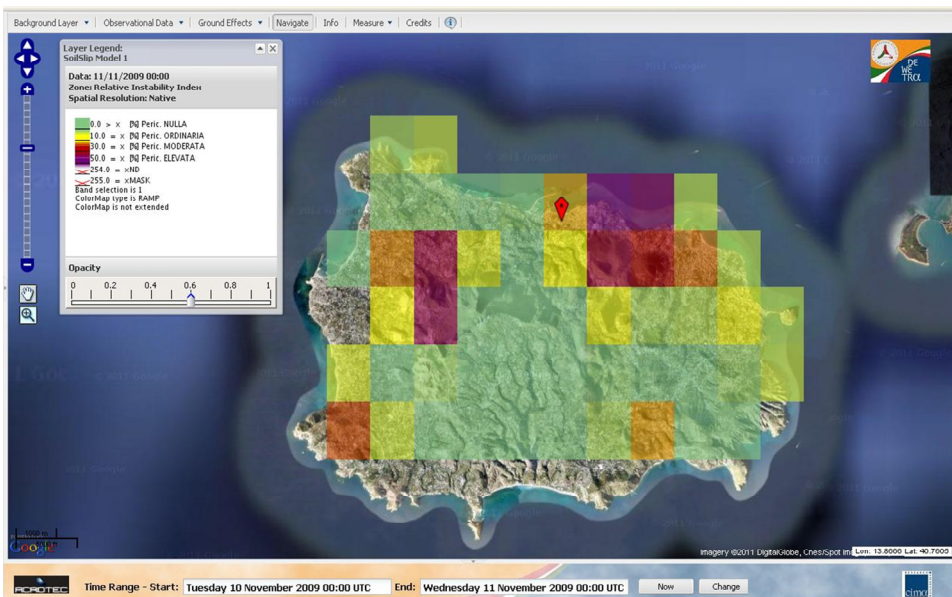 Background Layer Observational Data Ground Effects Navigate Info Measure Credits
Layer Legend:
SoilSlip Model 1
Data: 11/11/2009 00:00
Zone: Relative Instability Index
Spatial Resolution: Native
0.0 > x [%] Peric. NULLA
10.0 = x [%] Peric. ORDINARIA
30.0 = x [%] Peric. MODERATA
50.0 = x [%] Peric. ELEVATA
254.0 = xND
255.0 = xMASK
Band selection is 1
ColorMap type is RAMP
ColorMap is not extended
Opacity
0 0.2 0.4 0.6 0.8 1
DEWETRA
Google
Imagery ©2011 DigitalGlobe, Cnes/Spot Lon: 13.8000 Lat: 40.7000
ACROTEC Time Range - Start: Tuesday 10 November 2009 00:00 UTC End: Wednesday 11 November 2009 00:00 UTC Now Change
cima